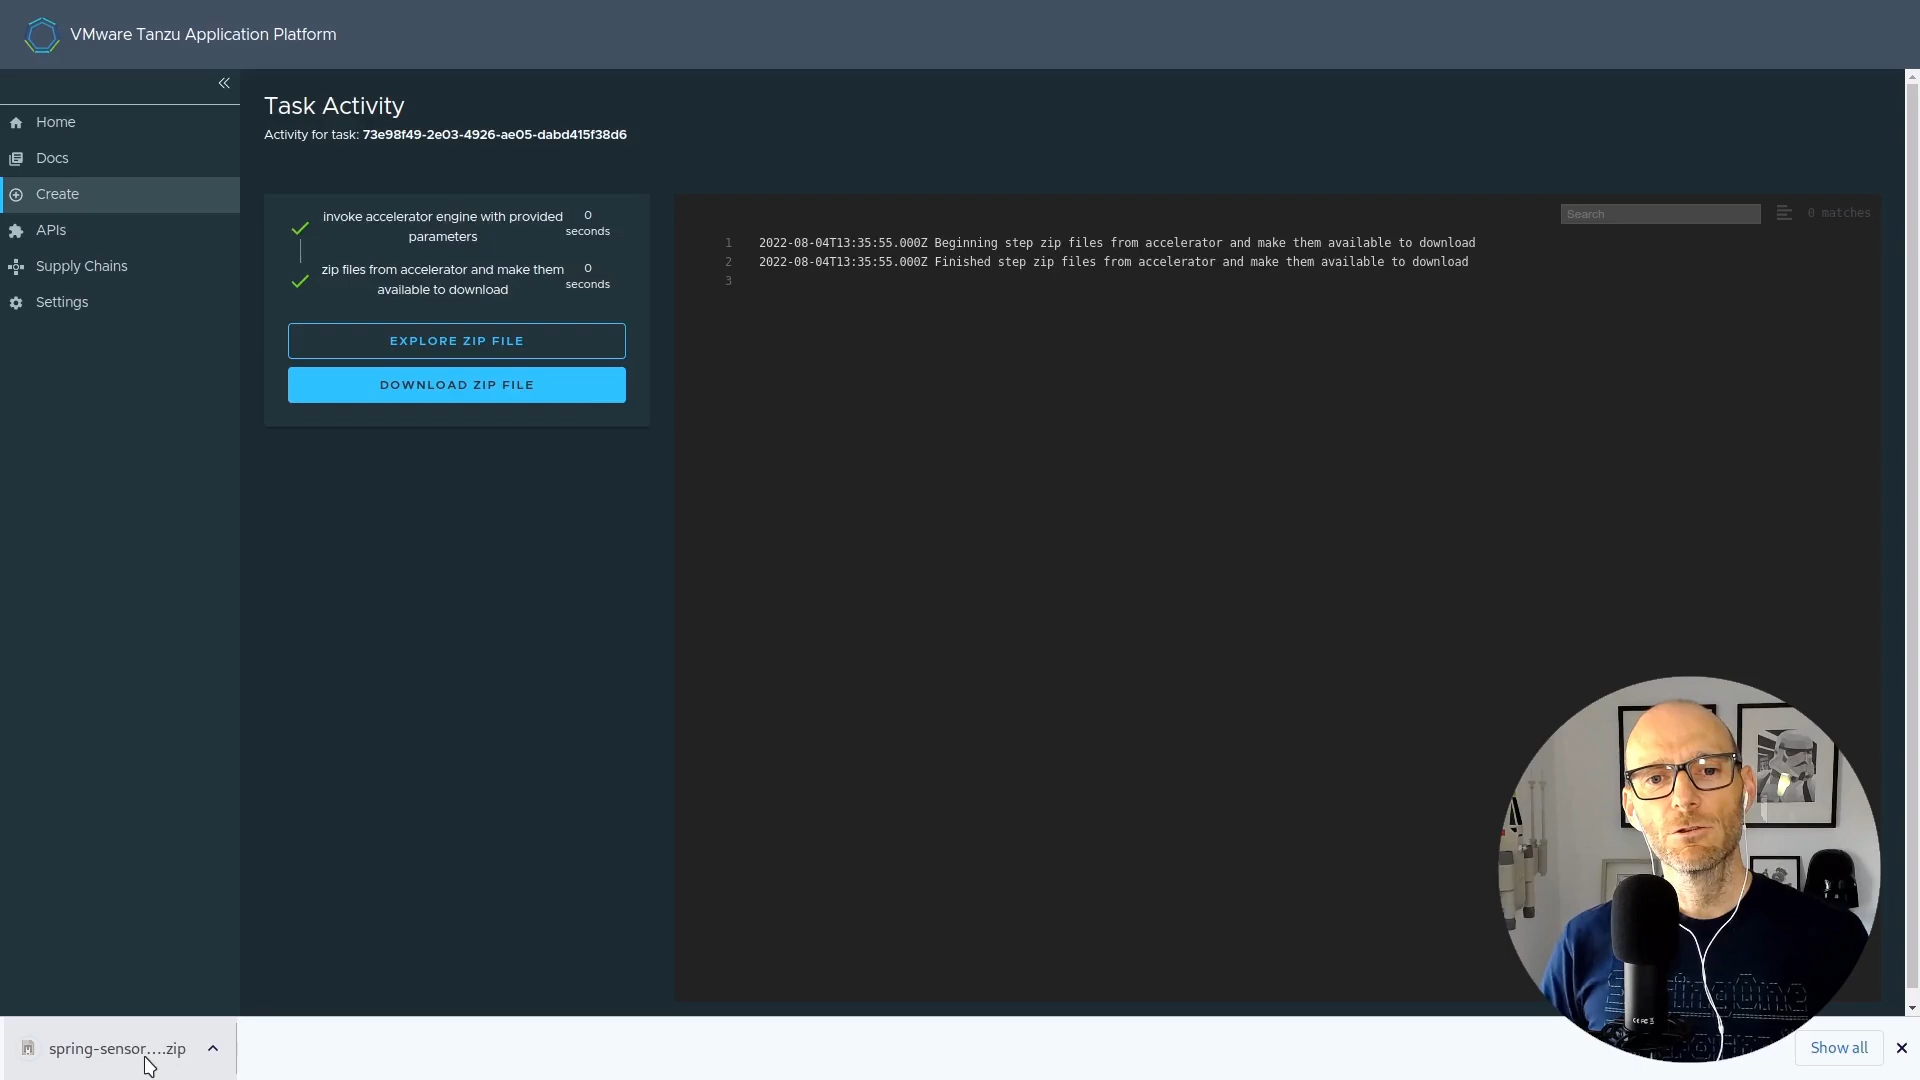 VMware Tanzu Application Platform
Home
Docs
Create
APIs
Supply Chains
Settings
Task Activity
Activity for task: 73e98f49-2e03-4926-ae05-dabd415f38d6
invoke accelerator engine with provided
parameters
0
seconds
zip files from accelerator and make them
available to download
0
seconds
EXPLORE ZIP FILE
DOWNLOAD ZIP FILE
Search
0 matches
1 2022-08-04T13:35:55.000Z Beginning step zip files from accelerator and make them available to download
2 2022-08-04T13:35:55.000Z Finished step zip files from accelerator and make them available to download
3
spring-sensor....zip
Show all